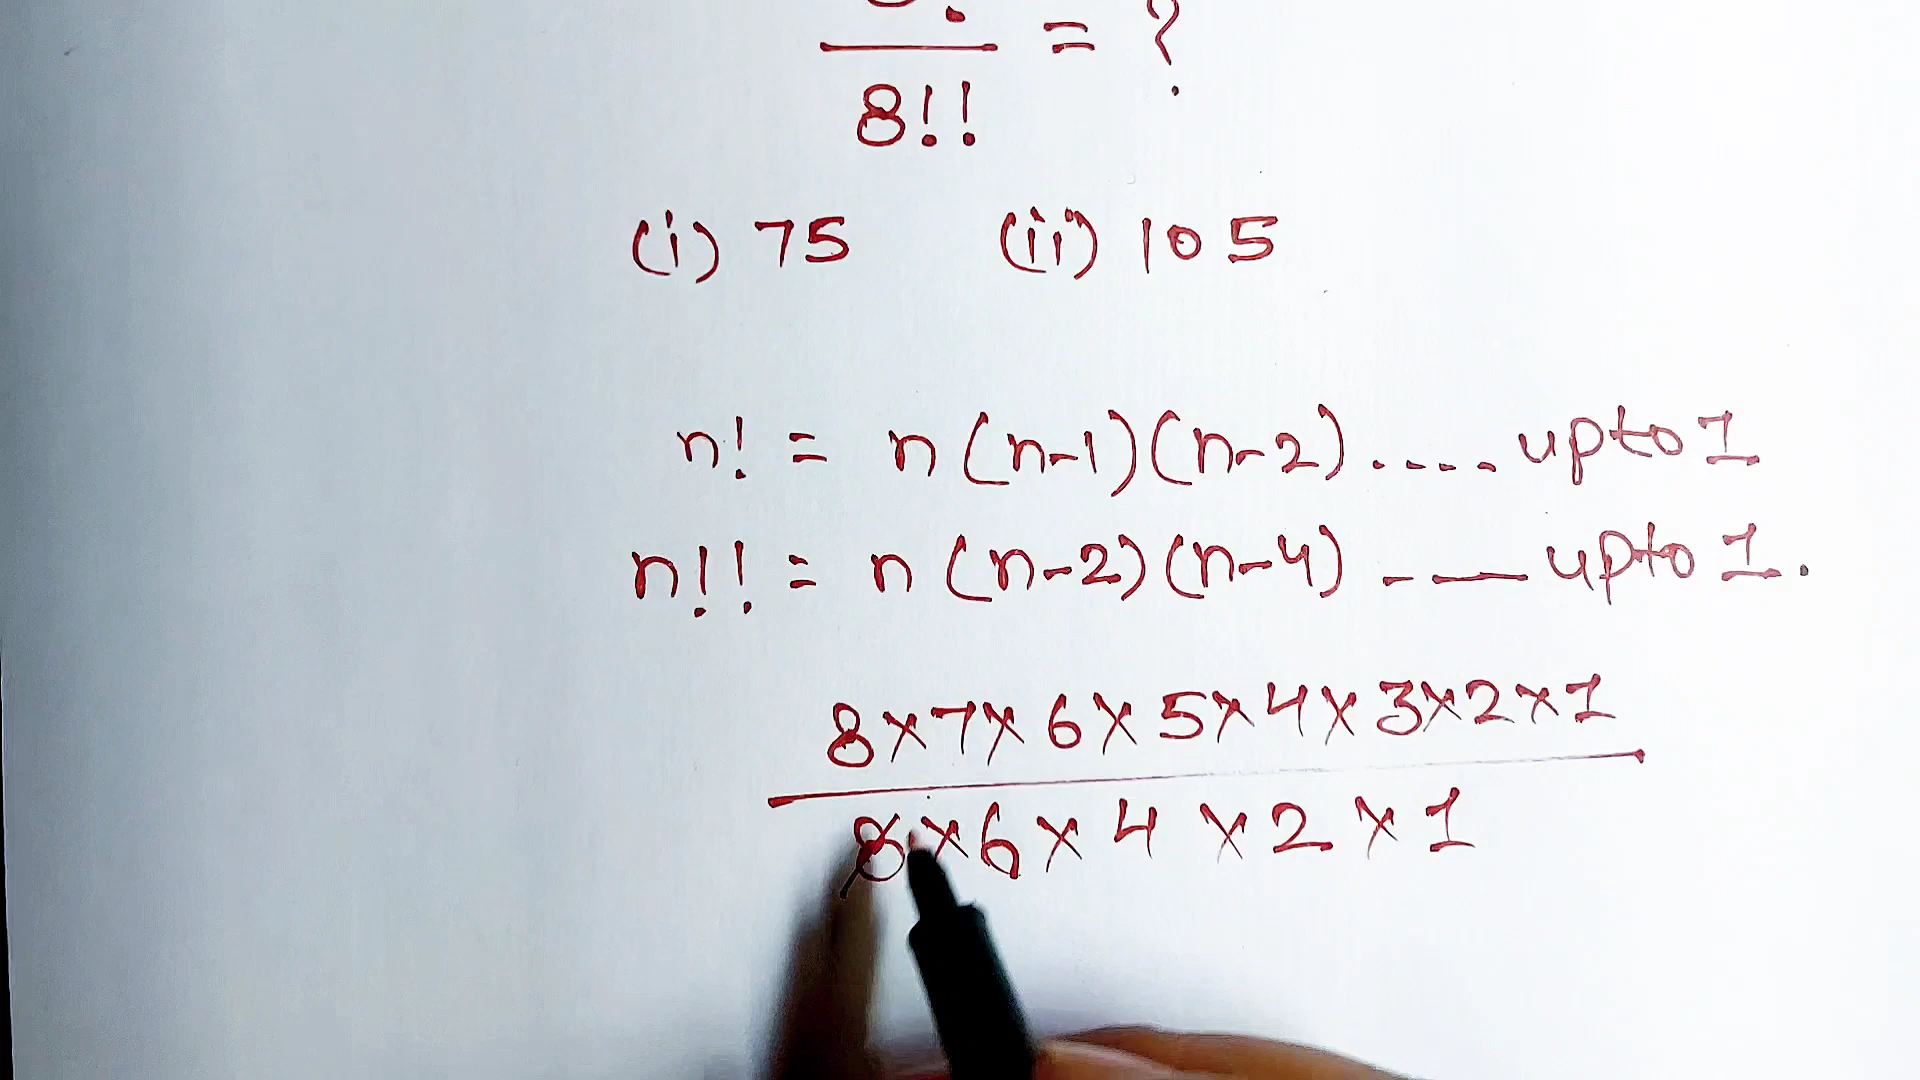 = ?
8!!
(i) 75 (ii) 105
n! = n(n-1)(n-2).... upto 1
n!! = n(n-2)(n-4) - — upto 1.
8×7×6×5×4×3×2×1
8×6×4×2×1